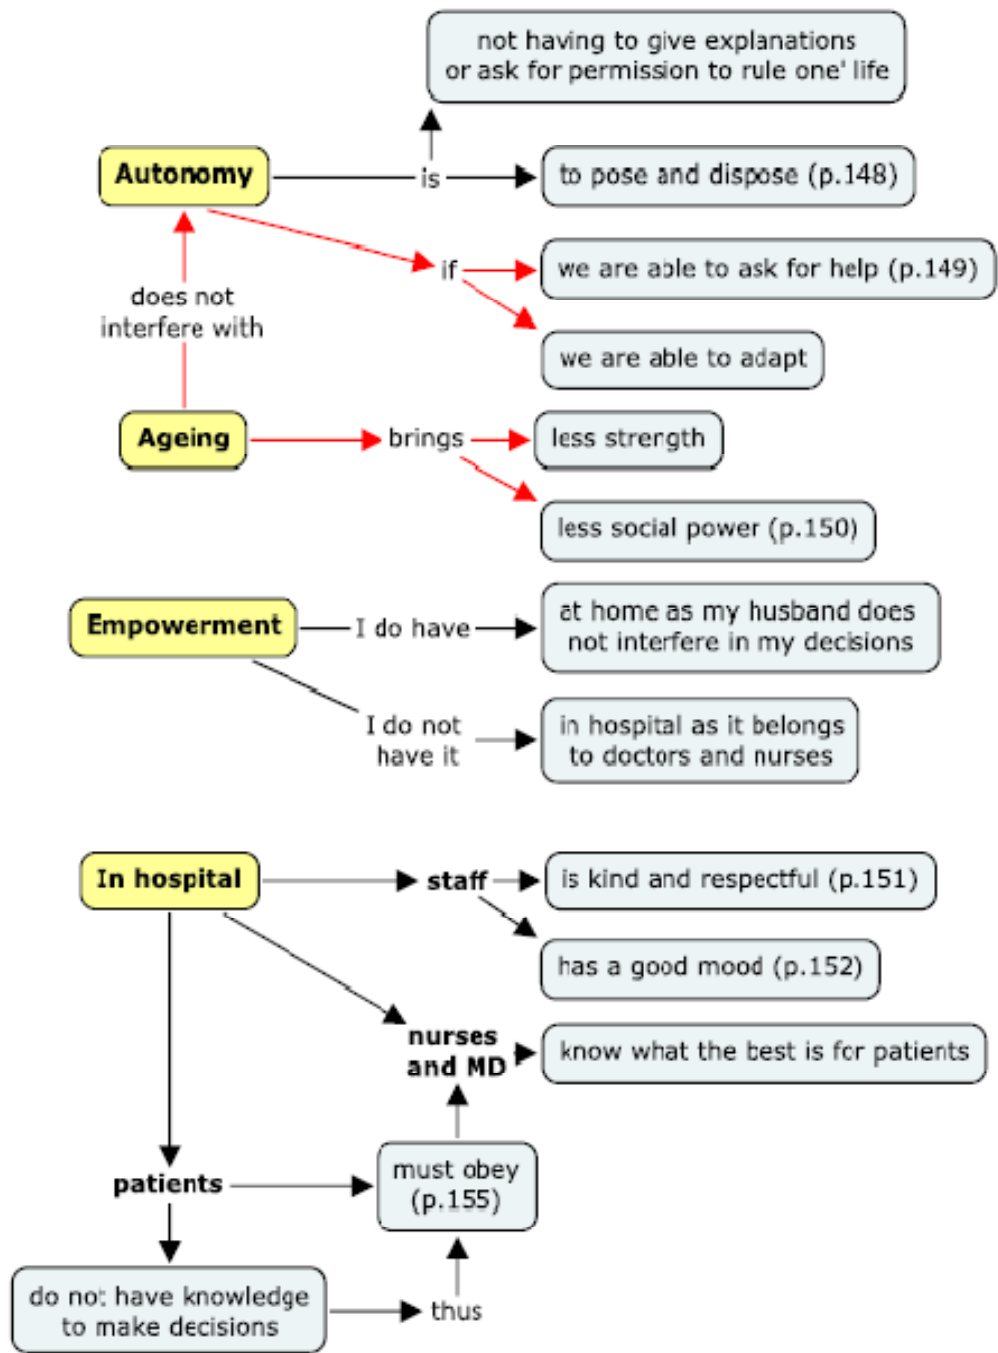 not having to give explanations
or ask for permission to rule one' life
Autonomy
is
to pose and dispose (p.148)
if
we are able to ask for help (p.149)
does not
interfere with
we are able to adapt
Ageing
brings
less strength
less social power (p.150)
Empowerment
I do have
at home as my husband does
not interfere in my decisions
I do not
have it
in hospital as it belongs
to doctors and nurses
In hospital
staff
is kind and respectful (p.151)
has a good mood (p.152)
nurses
and MD
know what the best is for patients
patients
must obey
(p.155)
do not have knowledge
to make decisions
thus